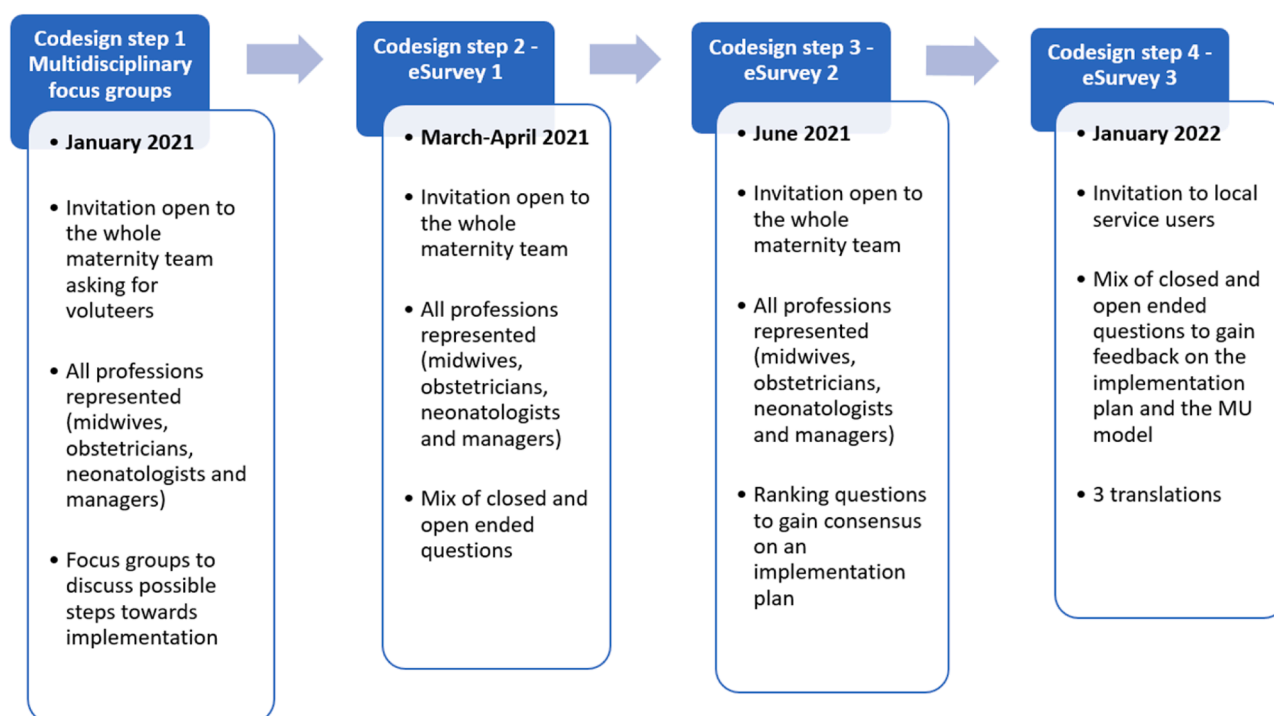 Codesign step 1
Multidisciplinary
focus groups
• January 2021
• Invitation open to
the whole
maternity team
asking for
voluteers
• All professions
represented
(midwives,
obstetricians,
neonatologists and
managers)
• Focus groups to
discuss possible
steps towards
implementation
Codesign step 2 -
eSurvey 1
• March-April 2021
• Invitation open to
the whole
maternity team
• All professions
represented
(midwives,
obstetricians,
neonatologists
and managers)
• Mix of closed and
open ended
questions
Codesign step 3 -
eSurvey 2
• June 2021
• Invitation open to
the whole
maternity team
• All professions
represented
(midwives,
obstetricians,
neonatologists
and managers)
• Ranking questions
to gain consensus
on an
implementation
plan
Codesign step 4 -
eSurvey 3
• January 2022
• Invitation to local
service users
• Mix of closed and
open ended
questions to gain
feedback on the
implementation
plan and the MU
model
• 3 translations